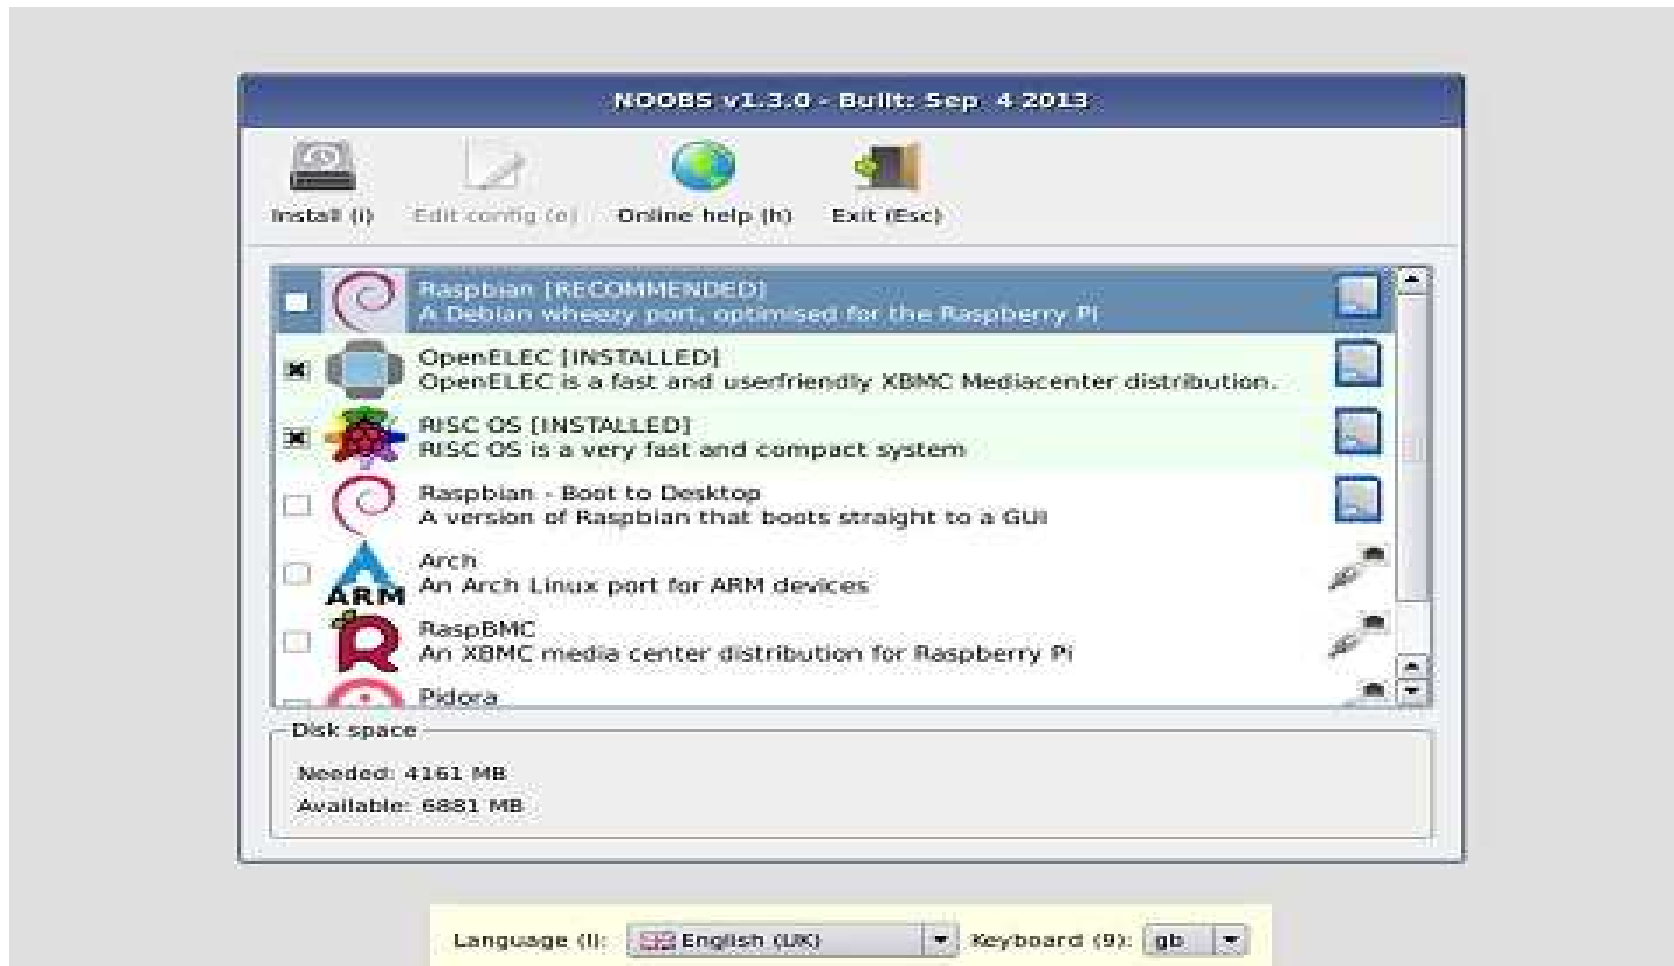 NOOBS v1.3.0 - Built: Sep 4 2013
Install (i) Edit config (e) Online help (h) Exit (Esc)
Raspbian [RECOMMENDED]
A Debian wheezy port, optimised for the Raspberry Pi
OpenELEC [INSTALLED]
OpenELEC is a fast and userfriendly XBMC Mediacenter distribution.
RISC OS [INSTALLED]
RISC OS is a very fast and compact system
Raspbian - Boot to Desktop
A version of Raspbian that boots straight to a GUI
ARM
Arch
An Arch Linux port for ARM devices
RaspBMC
An XBMC media center distribution for Raspberry Pi
Pidora
Disk space
Needed: 4161 MB
Available: 6881 MB
Language (l): English (UK) Keyboard (9): gb